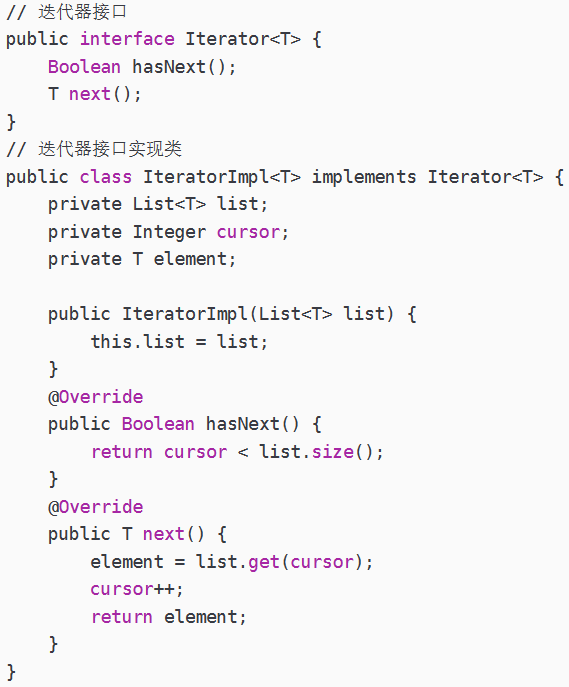 // 迭代器接口
public interface Iterator<T> {
    Boolean hasNext();
    T next();
}
// 迭代器接口实现类
public class IteratorImpl<T> implements Iterator<T> {
    private List<T> list;
    private Integer cursor;
    private T element;

    public IteratorImpl(List<T> list) {
        this.list = list;
    }
    @Override
    public Boolean hasNext() {
        return cursor < list.size();
    }
    @Override
    public T next() {
        element = list.get(cursor);
        cursor++;
        return element;
    }
}